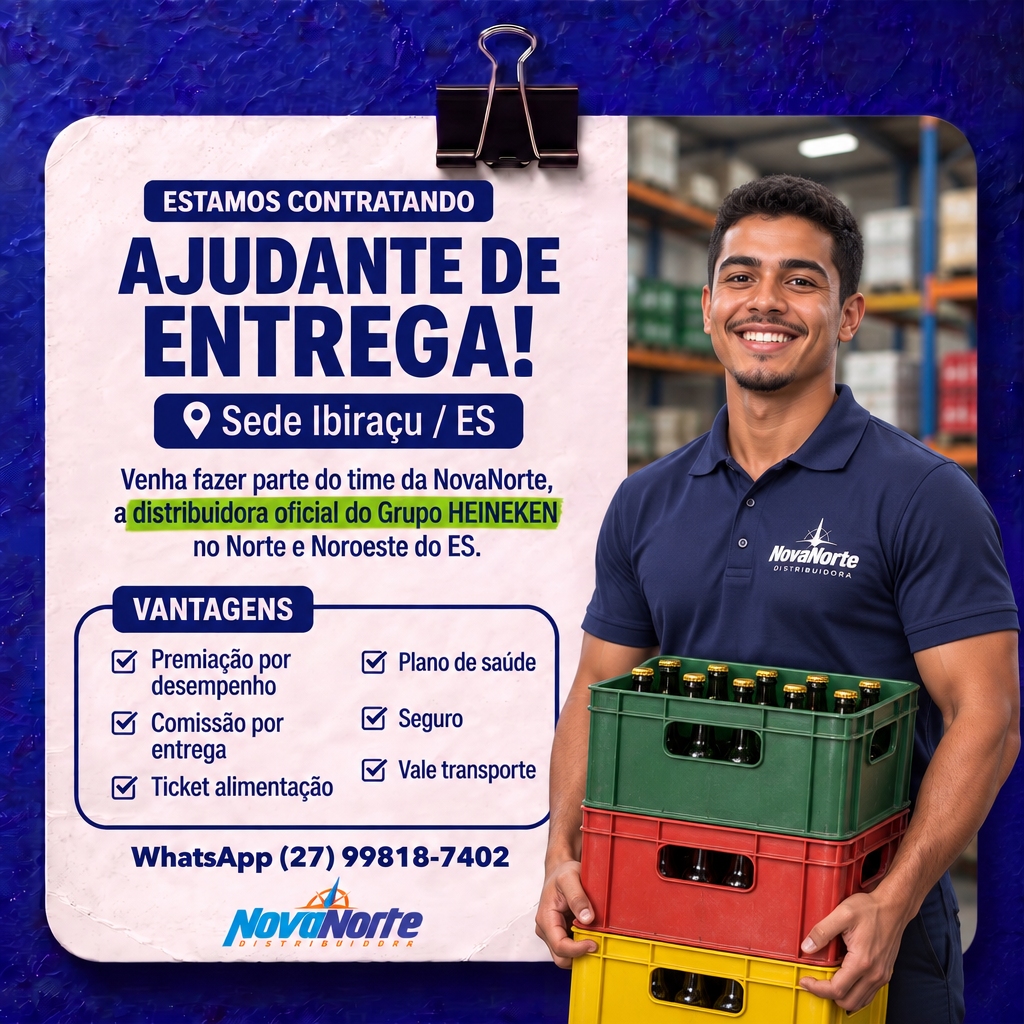 ESTAMOS CONTRATANDO
AJUDANTE DE
ENTREGA!
Sede Ibiraçu / ES
Venha fazer parte do time da NovaNorte,
a distribuidora oficial do Grupo HEINEKEN
no Norte e Noroeste do ES.
VANTAGENS
Premiação por
desempenho
Comissão por
entrega
Ticket alimentação
Plano de saúde
Seguro
Vale transporte
WhatsApp (27) 99818-7402
NovaNorte
DISTRIBUIDORA
NovaNorte
DISTRIBUIDORA